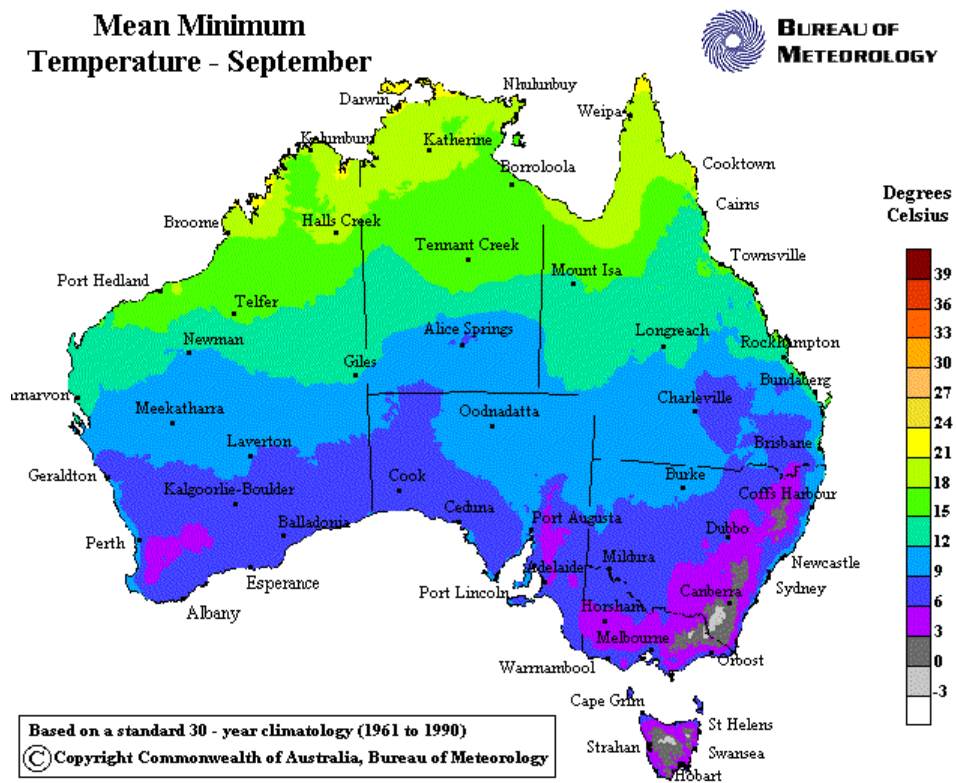 Mean Minimum
Temperature - September
BUREAU OF
METEOROLOGY
Darwin
Nhulunbuy
Weipa
Kalumburu
Katherine
Borroloola
Cooktown
Cairns
Broome
Halls Creek
Tennant Creek
Townsville
Mount Isa
Port Hedland
Telfer
Newman
Alice Springs
Longreach
Rockhampton
Giles
Bundaberg
rnarvon
Meekatharra
Oodnadatta
Charleville
Laverton
Brisbane
Geraldton
Kalgoorlie-Boulder
Cook
Burke
Coffs Harbour
Balladonia
Ceduna
Port Augusta
Dubbo
Perth
Mildura
Newcastle
Adelaide
Esperance
Port Lincoln
Canberra
Sydney
Albany
Horsham
Melbourne
Warrnambool
Orbost
Cape Grim
St Helens
Strahan
Swansea
Hobart
Degrees
Celsius
39
36
33
30
27
24
21
18
15
12
9
6
3
0
-3
Based on a standard 30 - year climatology (1961 to 1990)
© Copyright Commonwealth of Australia, Bureau of Meteorology